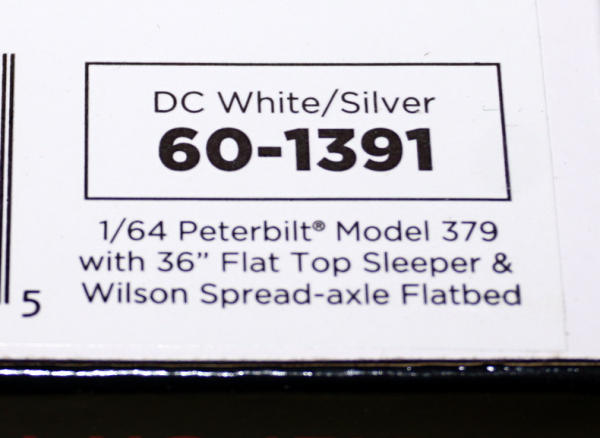 DC White/Silver
60-1391
1/64 Peterbilt® Model 379
with 36” Flat Top Sleeper &
Wilson Spread-axle Flatbed
5